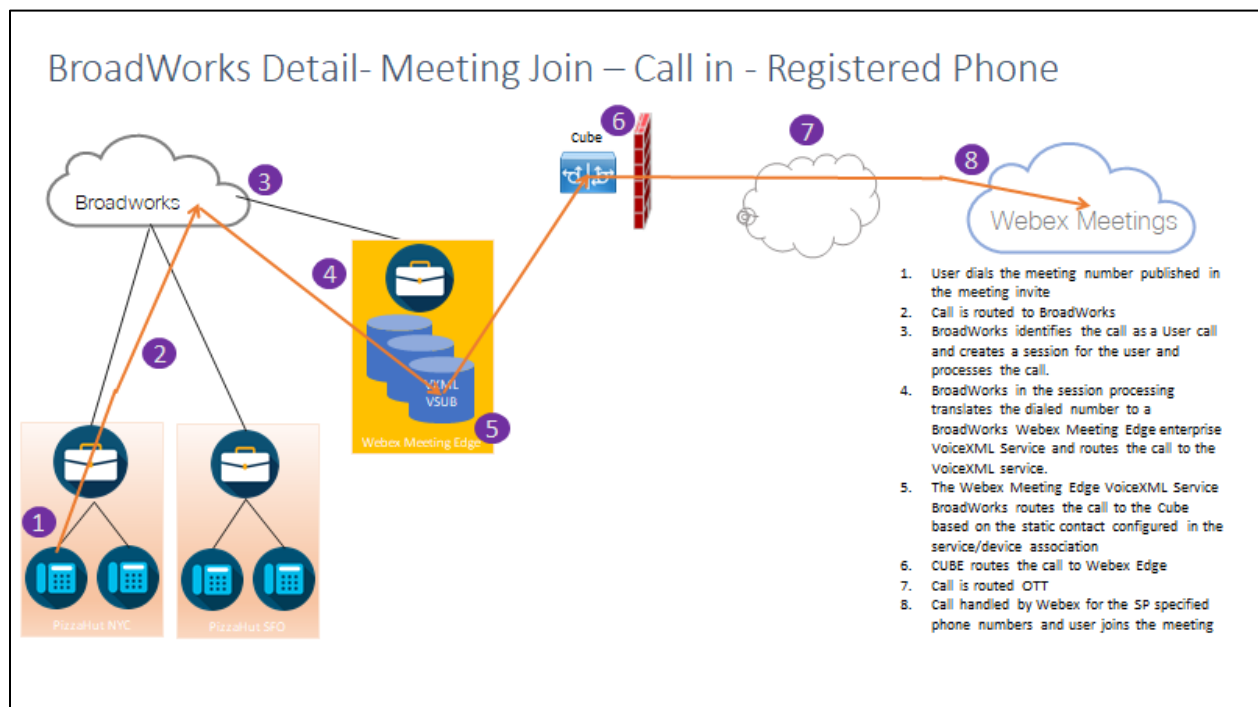 BroadWorks Detail- Meeting Join – Call in - Registered Phone
6
Cube
7
8
3
Broadworks
Webex Meetings
4
2
VXML
VSUB
5
Webex Meeting Edge
1
PizzaHut NYC
PizzaHut SFO
1. User dials the meeting number published in
the meeting invite
2. Call is routed to BroadWorks
3. BroadWorks identifies the call as a User call
and creates a session for the user and
processes the call.
4. BroadWorks in the session processing
translates the dialed number to a
BroadWorks Webex Meeting Edge enterprise
VoiceXML Service and routes the call to the
VoiceXML service.
5. The Webex Meeting Edge VoiceXML Service
BroadWorks routes the call to the Cube
based on the static contact configured in the
service/device association
6. CUBE routes the call to Webex Edge
7. Call is routed OTT
8. Call handled by Webex for the SP specified
phone numbers and user joins the meeting